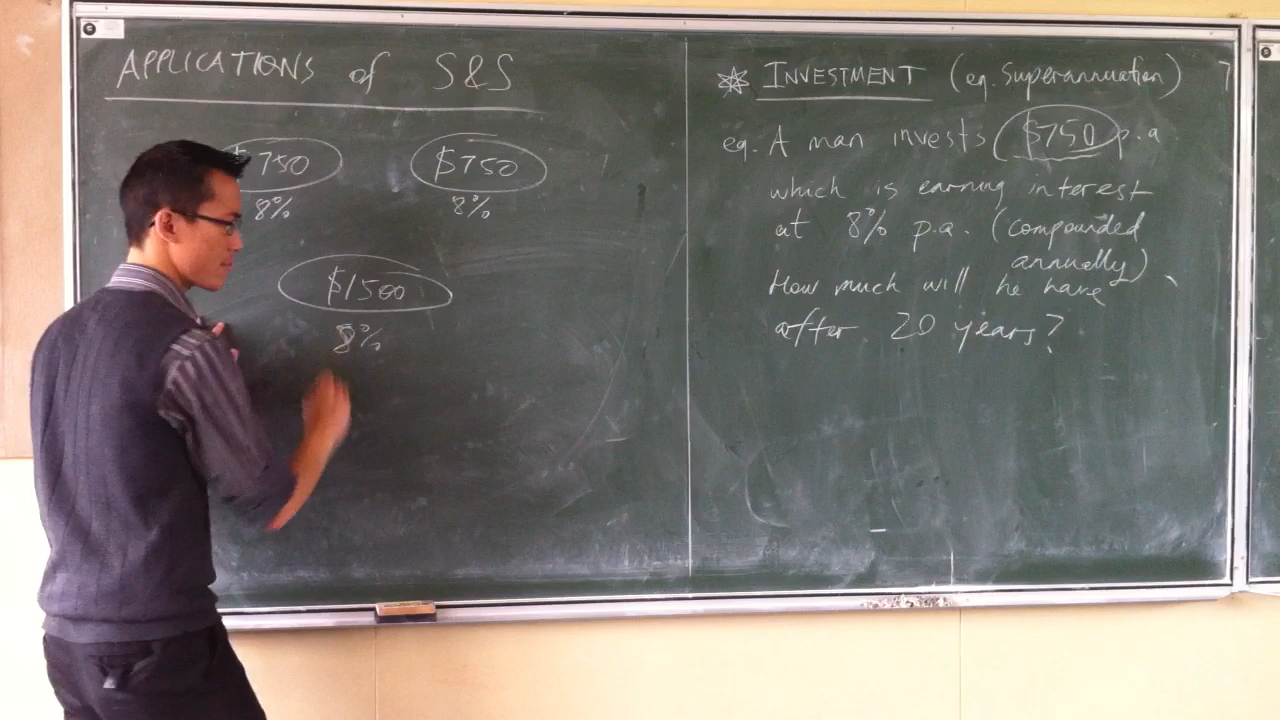 APPLICATIONS of S&S
$750 $750
8% 8%
$1500
8%
INVESTMENT (eg. Superannuation)
eg. A man invests $750 p.a
which is earning interest
at 8% p.a. (compounded
annually)
How much will he have
after 20 years?